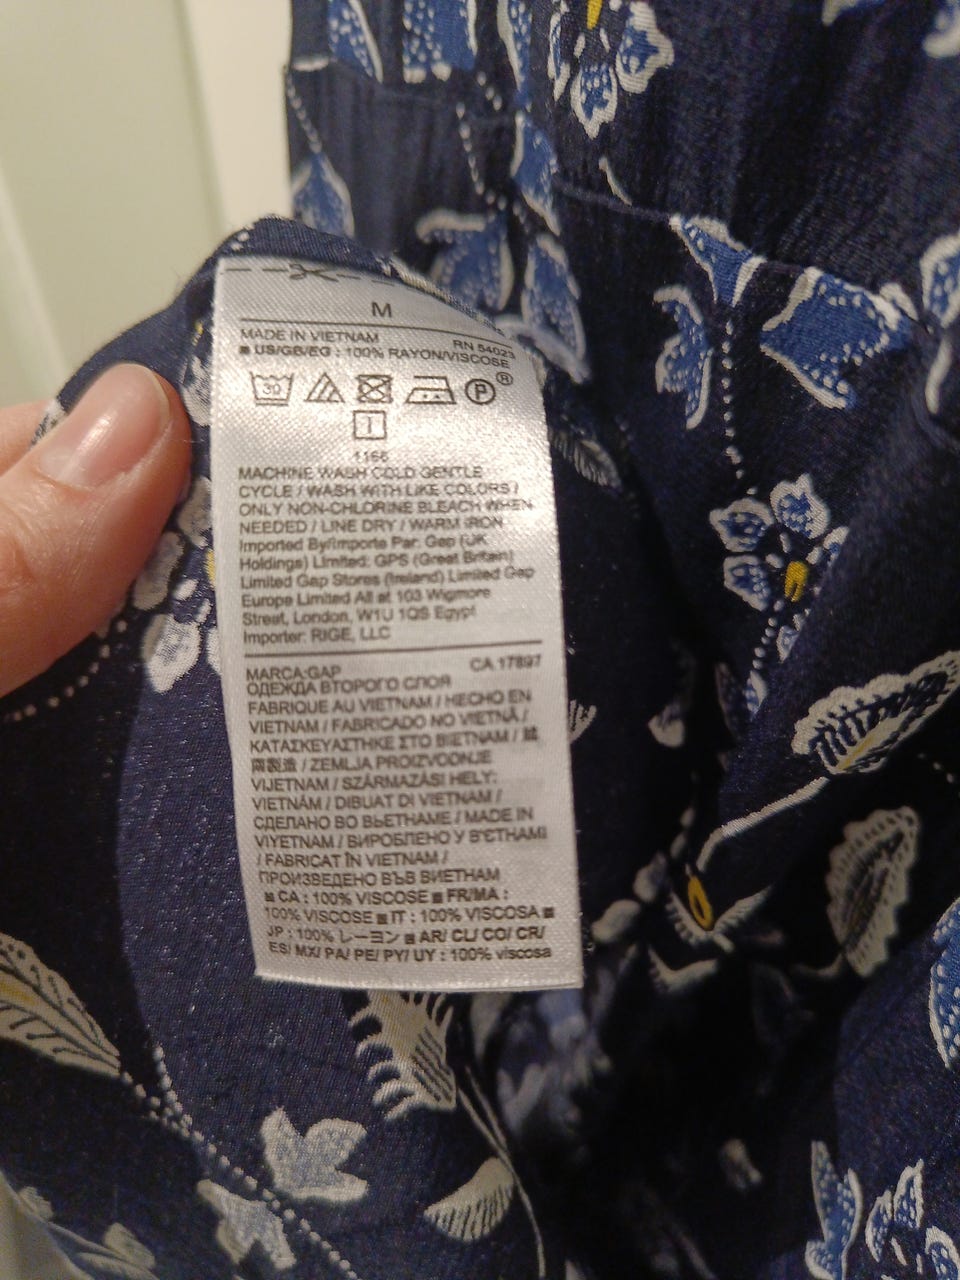 M
MADE IN VIETNAM RN 54023
■ US/GB/EG : 100% RAYON/VISCOSE
30 P ®
I
1166
MACHINE WASH COLD GENTLE
CYCLE / WASH WITH LIKE COLORS /
ONLY NON-CHLORINE BLEACH WHEN
NEEDED / LINE DRY / WARM IRON
Imported By/Importe Par: Gap (UK
Holdings) Limited: GPS (Great Britain)
Limited Gap Stores (Ireland) Limited Gap
Europe Limited All at 103 Wigmore
Street, London, W1U 1QS Egypt
Importer: RIGE, LLC
MARCA:GAP CA 17897
ОДЕЖДА ВТОРОГО СЛОЯ
FABRIQUE AU VIETNAM / HECHO EN
VIETNAM / FABRICADO NO VIETNÃ /
ΚΑΤΑΣΚΕΥΑΣΤΗΚΕ ΣΤΟ ΒΙΕΤΝΑΜ / 越
南製造 / ZEMLJA PROIZVODNJE
VIJETNAM / SZÁRMAZÁSI HELY:
VIETNÁM / DIBUAT DI VIETNAM /
СДЕЛАНО ВО ВЬЕТНАМЕ / MADE IN
VIYETNAM / ВИРОБЛЕНО У В'ЄТНАМІ
/ FABRICAT ÎN VIETNAM /
ПРОИЗВЕДЕНО ВЪВ ВИЕТНАМ
■ CA : 100% VISCOSE ■ FR/MA :
100% VISCOSE ■ IT : 100% VISCOSA ■
JP : 100% レーヨン ■ AR/ CL/ CO/ CR/
ES/ MX/ PA/ PE/ PY/ UY : 100% viscosa